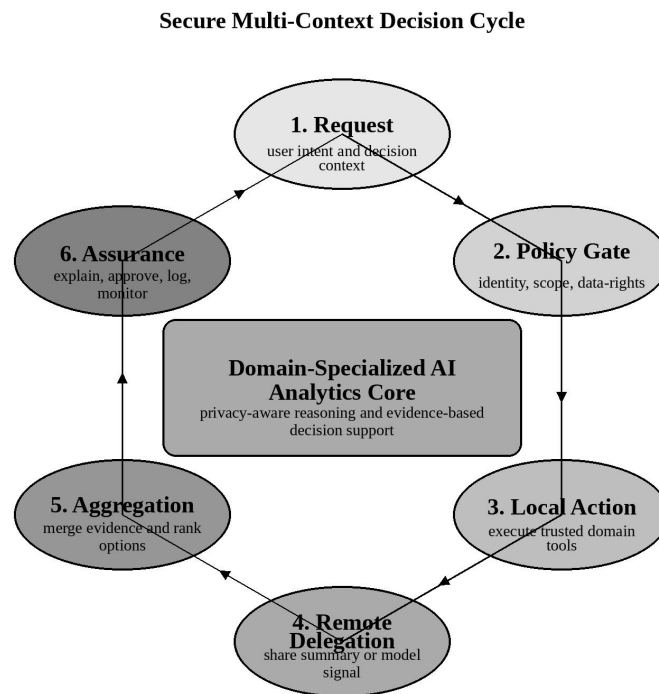 Secure Multi-Context Decision Cycle
1. Request
user intent and decision
context
2. Policy Gate
identity, scope, data-rights
3. Local Action
execute trusted domain
tools
4. Remote
Delegation
share summary or model
signal
5. Aggregation
merge evidence and rank
options
6. Assurance
explain, approve, log,
monitor
Domain-Specialized AI
Analytics Core
privacy-aware reasoning and evidence-based
decision support